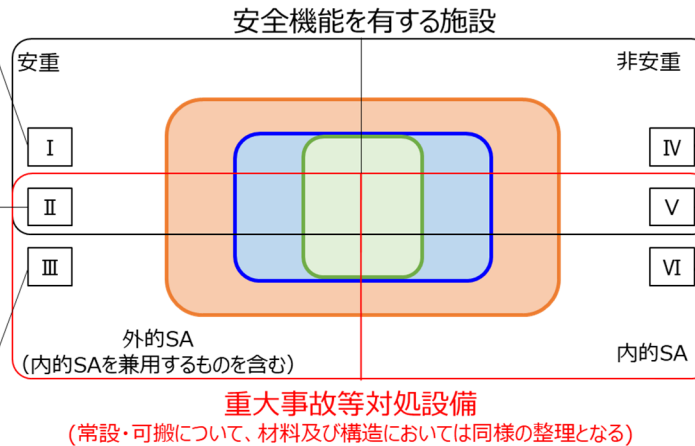 安全機能を有する施設
安重
非安重
Ⅰ
Ⅳ
Ⅱ
Ⅴ
Ⅲ
Ⅵ
外的SA
(内的SAを兼用するものを含む)
内的SA
重大事故等対処設備
(常設・可搬について、材料及び構造においては同様の整理となる)